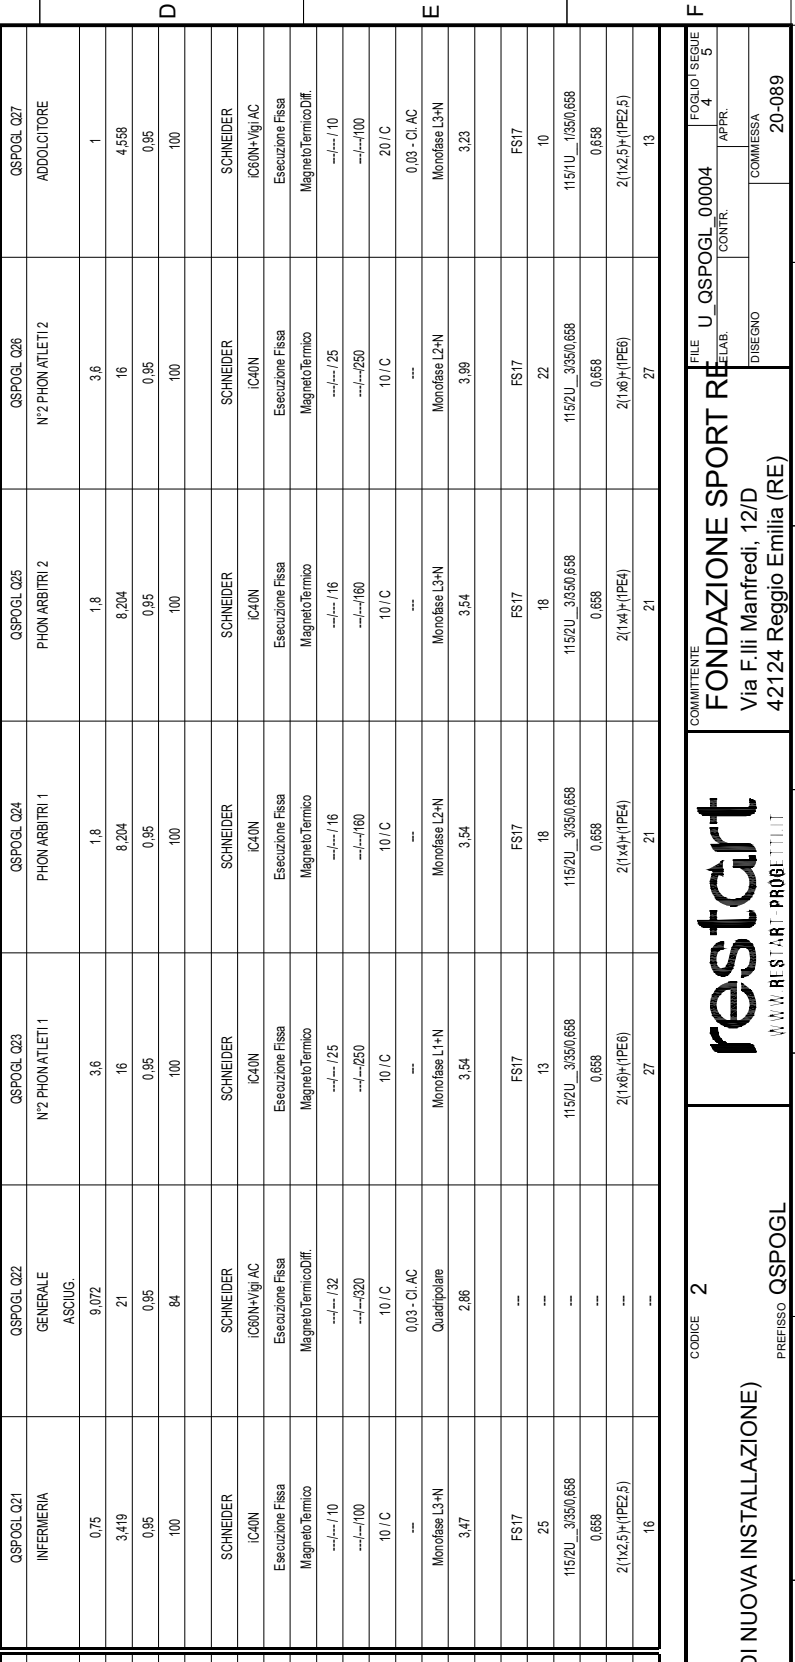 QSPOGL Q21 QSPOGL Q22 QSPOGL Q23 QSPOGL Q24 QSPOGL Q25 QSPOGL Q26 QSPOGL Q27
INFERMERIA GENERALE N°2 PHON ATLETI 1 PHON ARBITRI 1 PHON ARBITRI 2 N°2 PHON ATLETI 2 ADDOLCITORE
ASCIUG.
0,75 9,072 3,6 1,8 1,8 3,6 1
3,419 21 16 8,204 8,204 16 4,558
0,95 0,95 0,95 0,95 0,95 0,95 0,95
100 84 100 100 100 100 100
D
SCHNEIDER SCHNEIDER SCHNEIDER SCHNEIDER SCHNEIDER SCHNEIDER SCHNEIDER
iC40N iC60N+Vigi AC iC40N iC40N iC40N iC40N iC60N+Vigi AC
Esecuzione Fissa Esecuzione Fissa Esecuzione Fissa Esecuzione Fissa Esecuzione Fissa Esecuzione Fissa Esecuzione Fissa
MagnetoTermico MagnetoTermicoDiff. MagnetoTermico MagnetoTermico MagnetoTermico MagnetoTermico MagnetoTermicoDiff.
---/--- / 10 ---/--- / 32 ---/--- / 25 ---/--- / 16 ---/--- / 16 ---/--- / 25 ---/--- / 10
---/---/100 ---/---/320 ---/---/250 ---/---/160 ---/---/160 ---/---/250 ---/---/100
10 / C 10 / C 10 / C 10 / C 10 / C 10 / C 20 / C
--- 0,03 - Cl. AC --- --- --- --- 0,03 - Cl. AC
Monofase L3+N Quadripolare Monofase L1+N Monofase L2+N Monofase L3+N Monofase L2+N Monofase L3+N
E
3,47 2,86 3,54 3,54 3,54 3,99 3,23
FS17 --- FS17 FS17 FS17 FS17 FS17
25 --- 13 18 18 22 10
115/2U__3/35/0,658 --- 115/2U__3/35/0,658 115/2U__3/35/0,658 115/2U__3/35/0,658 115/2U__3/35/0,658 115/1U__1/35/0,658
0,658 --- 0,658 0,658 0,658 0,658 0,658
2(1x2,5)+(1PE2,5) --- 2(1x6)+(1PE6) 2(1x4)+(1PE4) 2(1x4)+(1PE4) 2(1x6)+(1PE6) 2(1x2,5)+(1PE2,5)
16 --- 27 21 21 27 13
F
DI NUOVA INSTALLAZIONE)
CODICE 2
PREFISSO QSPOGL
restart
WWW.RESTART-PROGETTI.IT
COMMITTENTE
FONDAZIONE SPORT RE
Via F.lli Manfredi, 12/D
42124 Reggio Emilia (RE)
FILE U_QSPOGL_00004
FOGLIO SEGUE
4 5
ELAB. CONTR. APPR.
DISEGNO COMMESSA
20-089